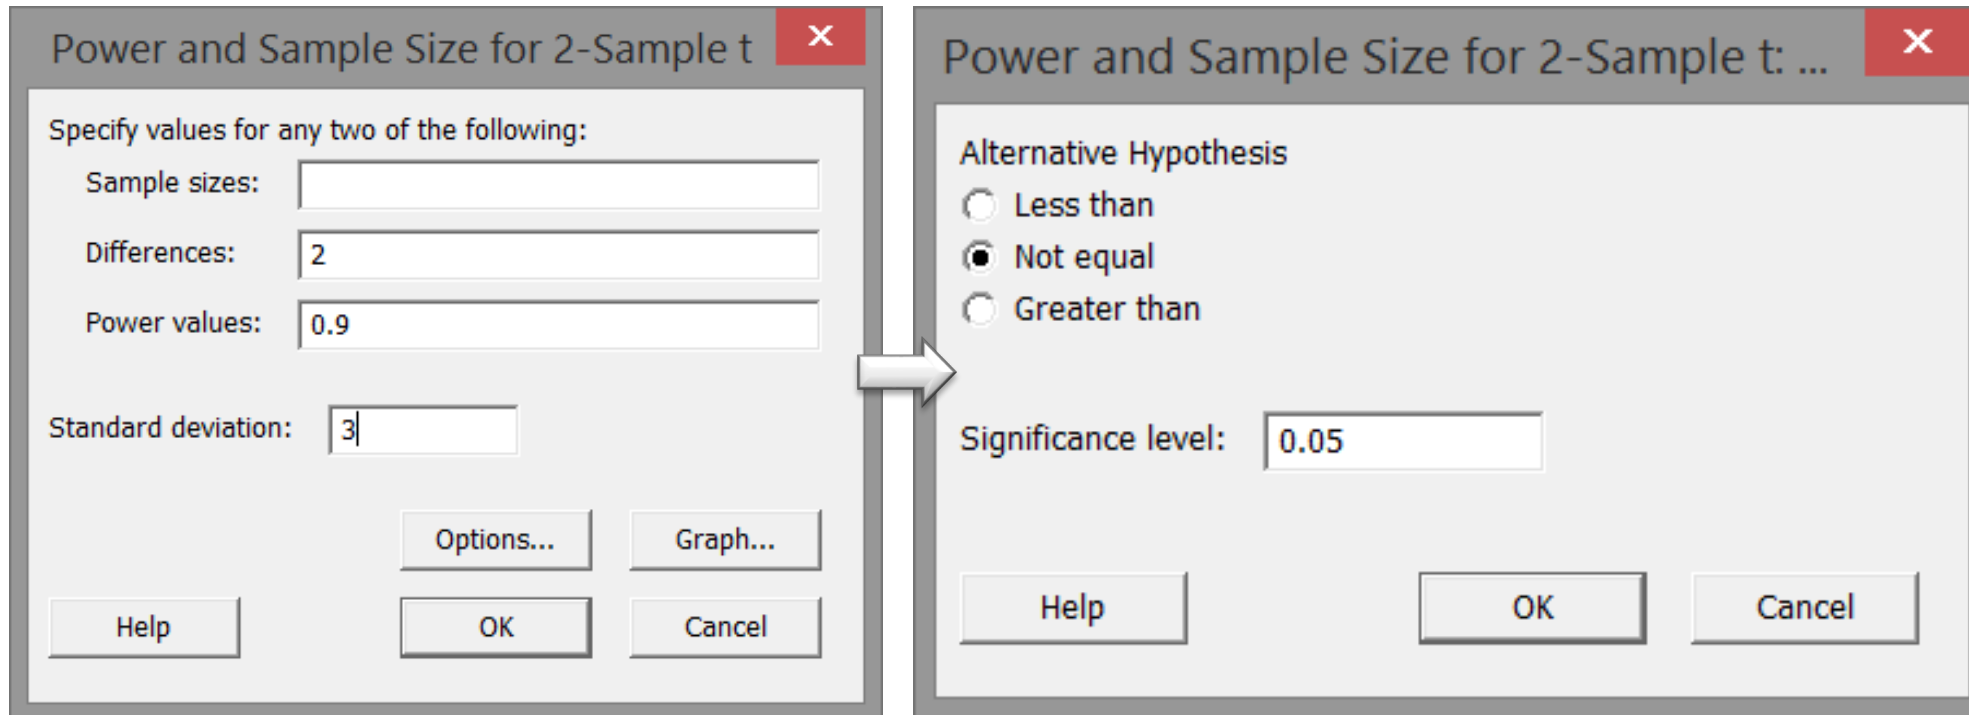 Power and Sample Size for 2-Sample t
Specify values for any two of the following:
Sample sizes:
Differences: 2
Power values: 0.9
Standard deviation: 3
Options... Graph...
Help OK Cancel
Power and Sample Size for 2-Sample t: ...
Alternative Hypothesis
Less than
Not equal
Greater than
Significance level: 0.05
Help OK Cancel